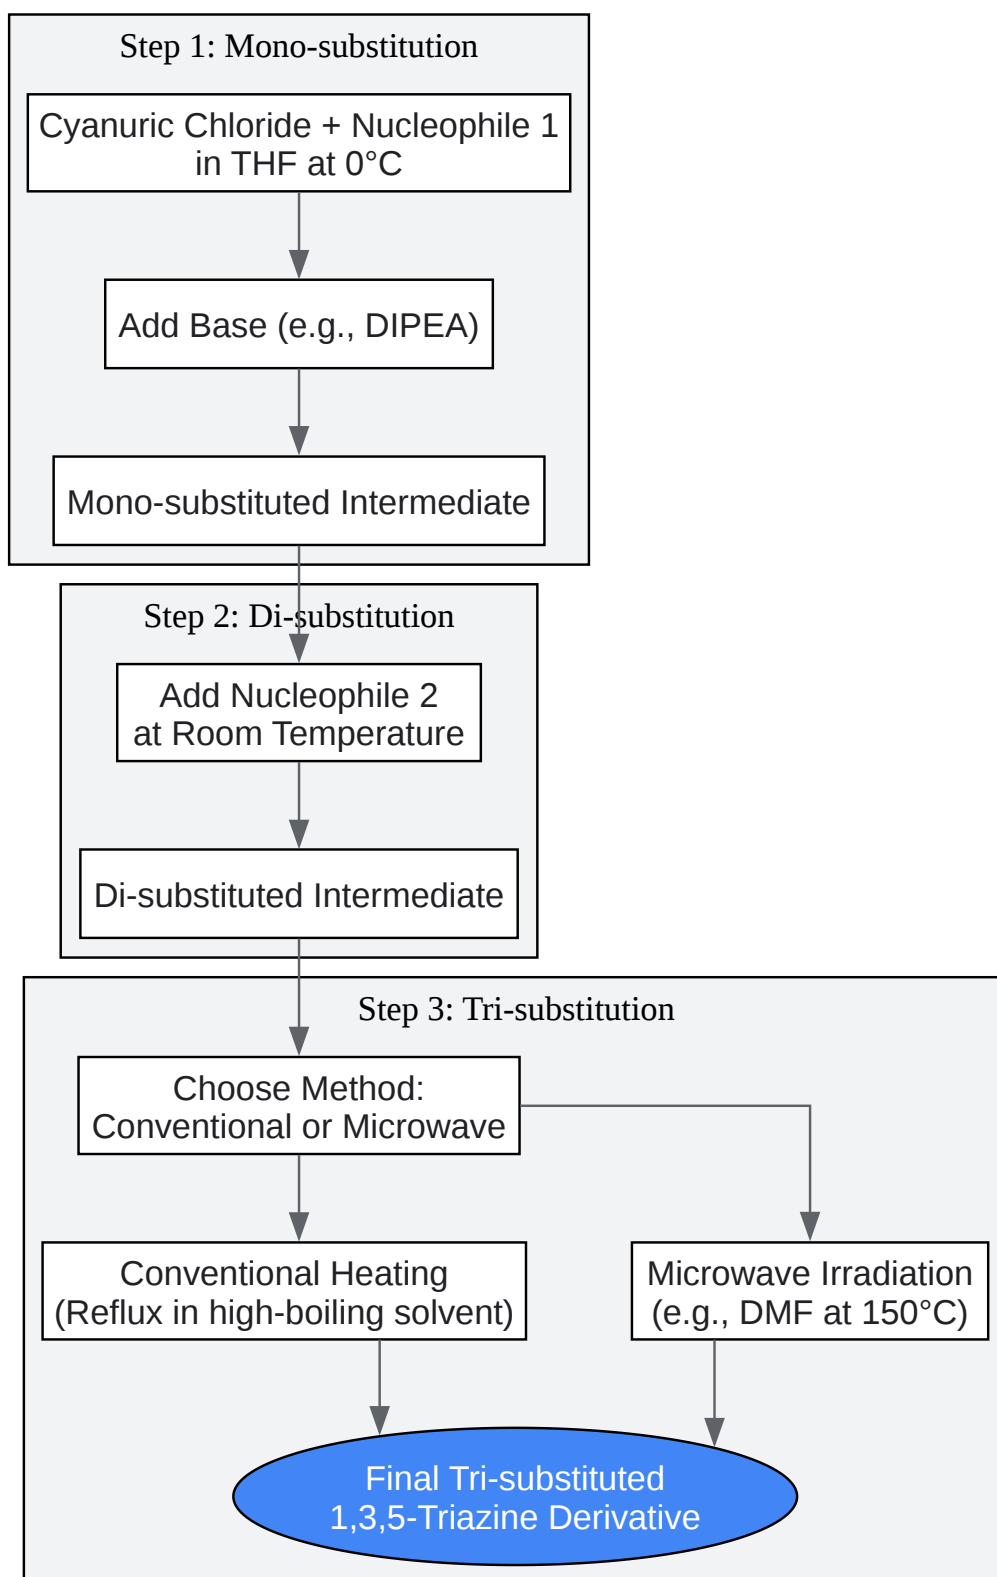 Step 1: Mono-substitution
Cyanuric Chloride + Nucleophile 1
in THF at 0°C
Add Base (e.g., DIPEA)
Mono-substituted Intermediate
Step 2: Di-substitution
Add Nucleophile 2
at Room Temperature
Di-substituted Intermediate
Step 3: Tri-substitution
Choose Method:
Conventional or Microwave
Conventional Heating
(Reflux in high-boiling solvent)
Microwave Irradiation
(e.g., DMF at 150°C)
Final Tri-substituted
1,3,5-Triazine Derivative